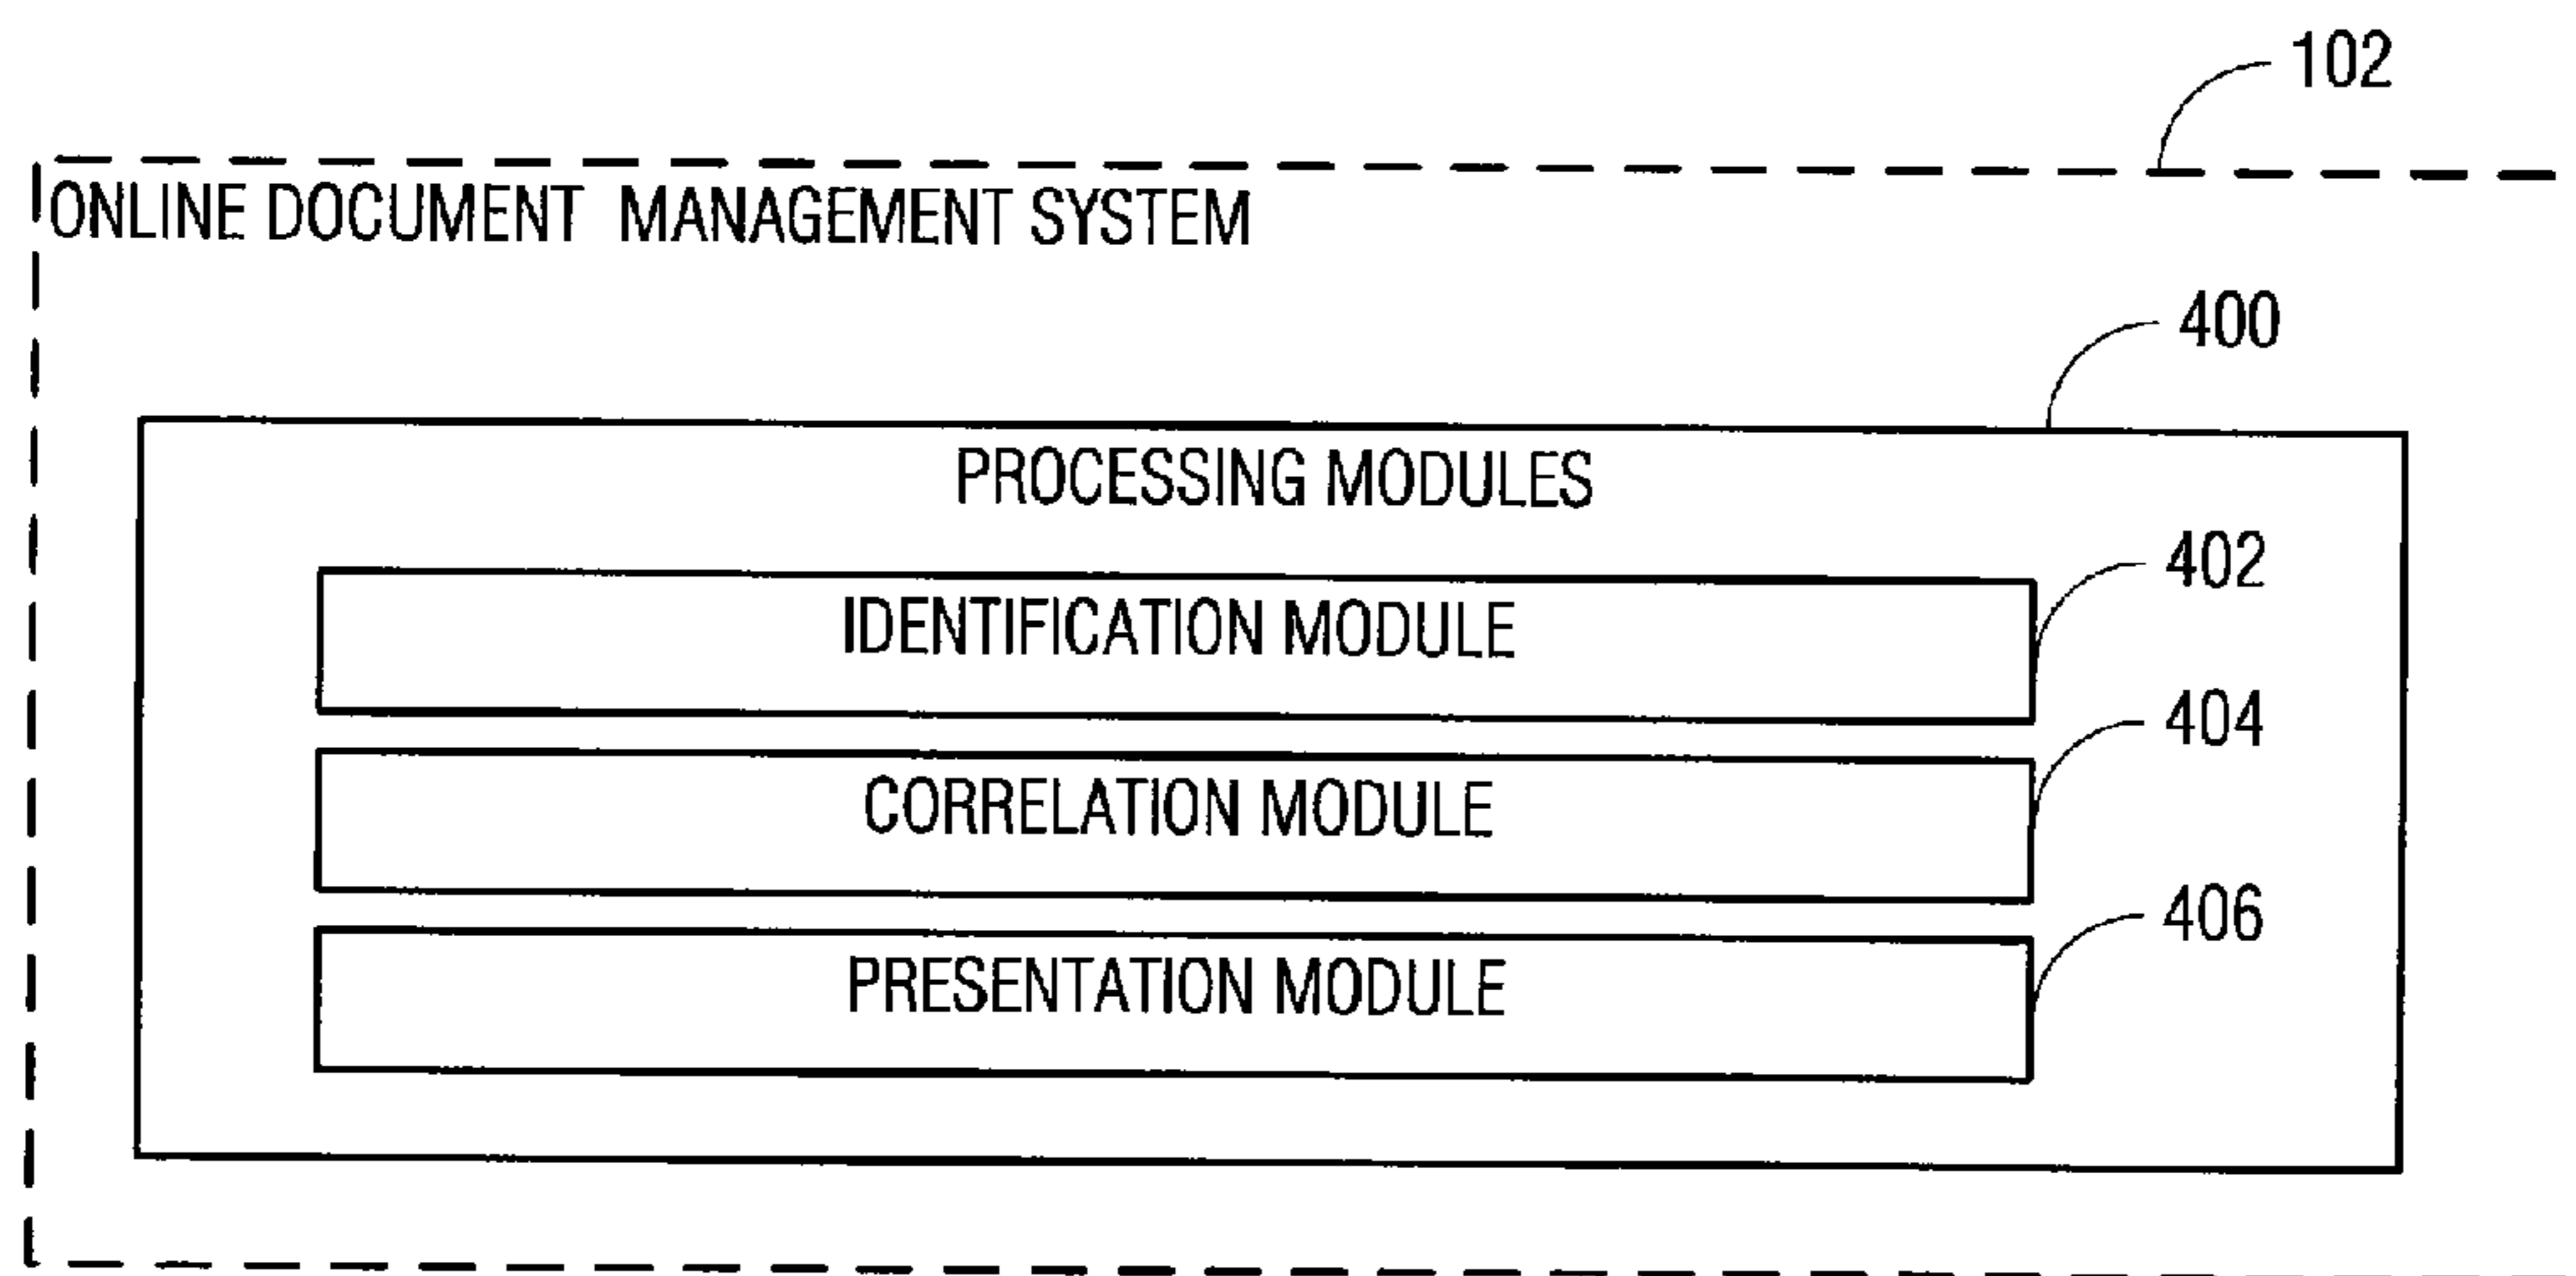 102
ONLINE DOCUMENT MANAGEMENT SYSTEM
400
PROCESSING MODULES
402
IDENTIFICATION MODULE
404
CORRELATION MODULE
406
PRESENTATION MODULE